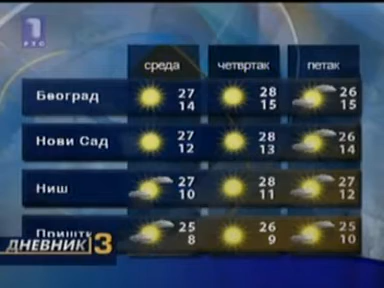 1
РТС
среда четвртак петак
Београд 27 14 28 15 26 15
Нови Сад 27 12 28 13 26 14
Ниш 27 10 28 11 27 12
25 8 26 9 25 10
ДНЕВНИК 3